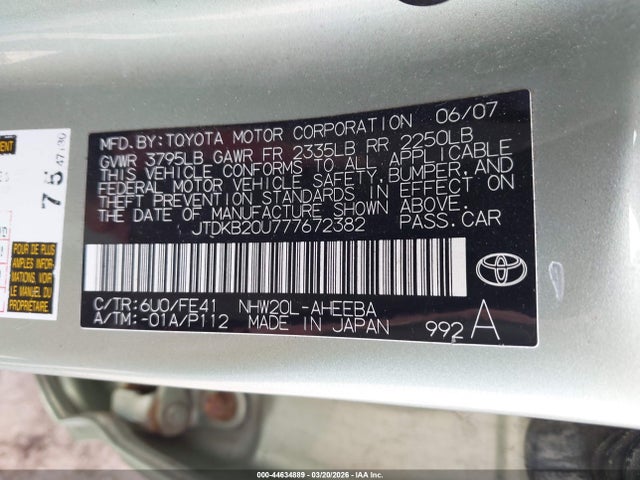 MFD.BY:TOYOTA MOTOR CORPORATION 06/07
GVWR 3795LB GAWR FR 2335LB RR 2250LB
THIS VEHICLE CONFORMS TO ALL APPLICABLE
FEDERAL MOTOR VEHICLE SAFETY,BUMPER,AND
THEFT PREVENTION STANDARDS IN EFFECT ON
THE DATE OF MANUFACTURE SHOWN ABOVE.
JTDKB20U777672382 PASS.CAR
C/TR:6U0/FE41 NHW20L-AHEEBA
A/TM:-01A/P112 MADE IN JAPAN 992 A
75 47730
POUR PLUS
AMPLES INFOR-
MATIONS, VOIR
LE MANUEL DU
000-44634889 - 03/20/2026 - Copyright © IAA, Inc.